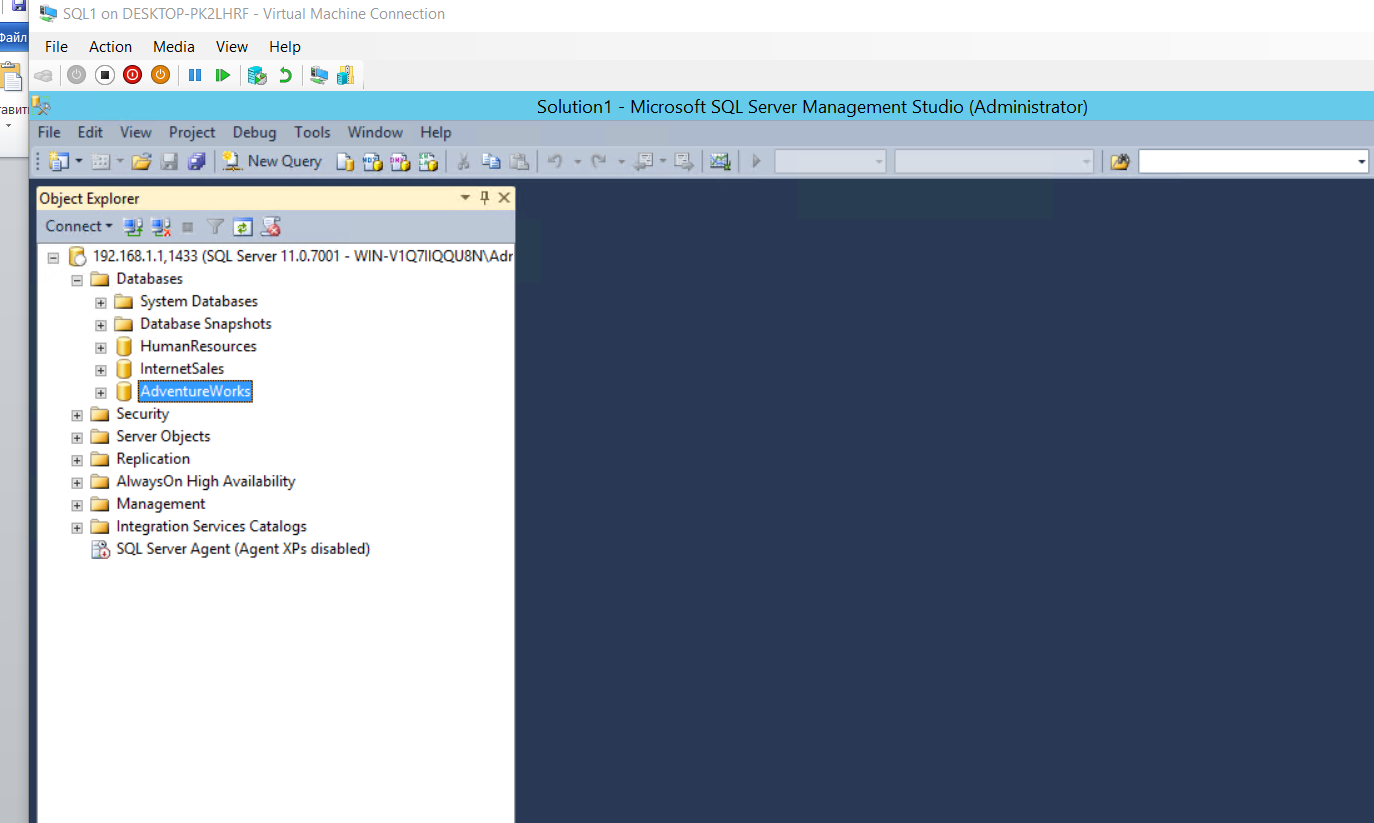 SQL1 on DESKTOP-PK2LHRF - Virtual Machine Connection
Файл
File Action Media View Help
Solution1 - Microsoft SQL Server Management Studio (Administrator)
File Edit View Project Debug Tools Window Help
New Query
Object Explorer
Connect
192.168.1.1,1433 (SQL Server 11.0.7001 - WIN-V1Q7IIQQU8N\Adr
Databases
System Databases
Database Snapshots
HumanResources
InternetSales
AdventureWorks
Security
Server Objects
Replication
AlwaysOn High Availability
Management
Integration Services Catalogs
SQL Server Agent (Agent XPs disabled)